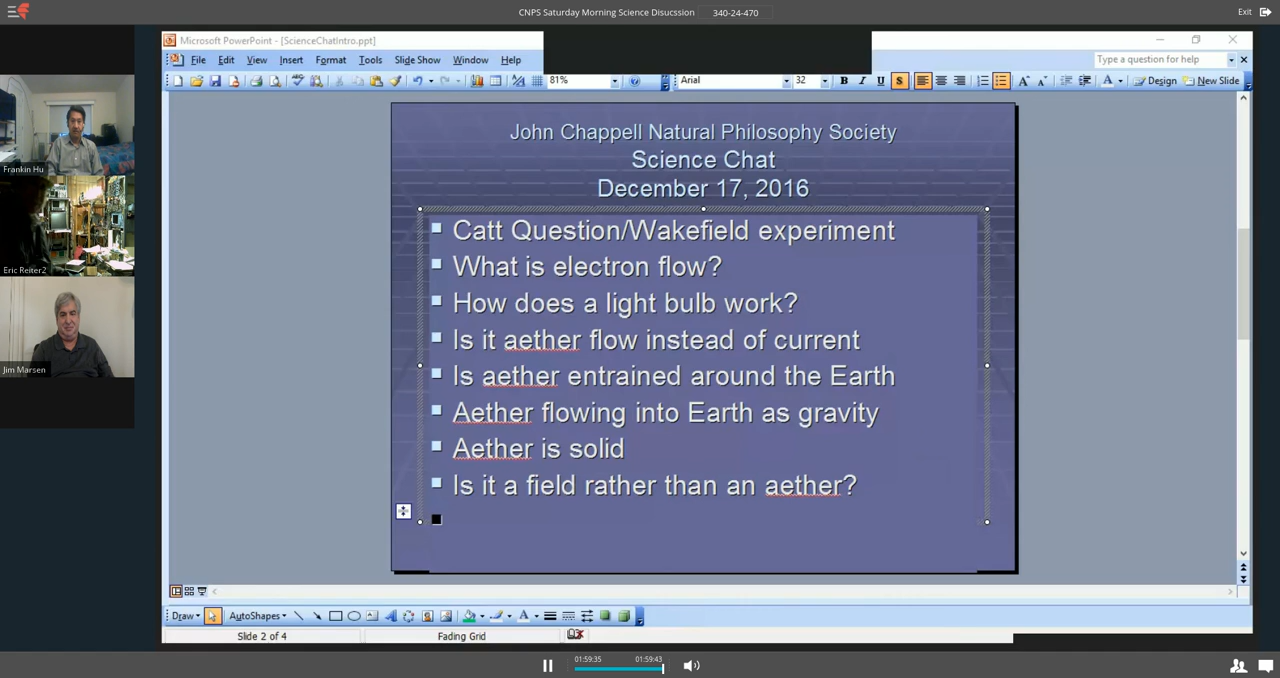 CNPS Saturday Morning Science Disucssion 340-24-470 Exit
Microsoft PowerPoint - [ScienceChatIntro.ppt]
File Edit View Insert Format Tools Slide Show Window Help Type a question for help
81% Arial 32 B I U S A A A Design New Slide
John Chappell Natural Philosophy Society
Science Chat
December 17, 2016
Catt Question/Wakefield experiment
What is electron flow?
How does a light bulb work?
Is it aether flow instead of current
Is aether entrained around the Earth
Aether flowing into Earth as gravity
Aether is solid
Is it a field rather than an aether?
Frankin Hu
Eric Reiter2
Jim Marsen
Draw AutoShapes A A
Slide 2 of 4 Fading Grid
01:59:35 01:59:43